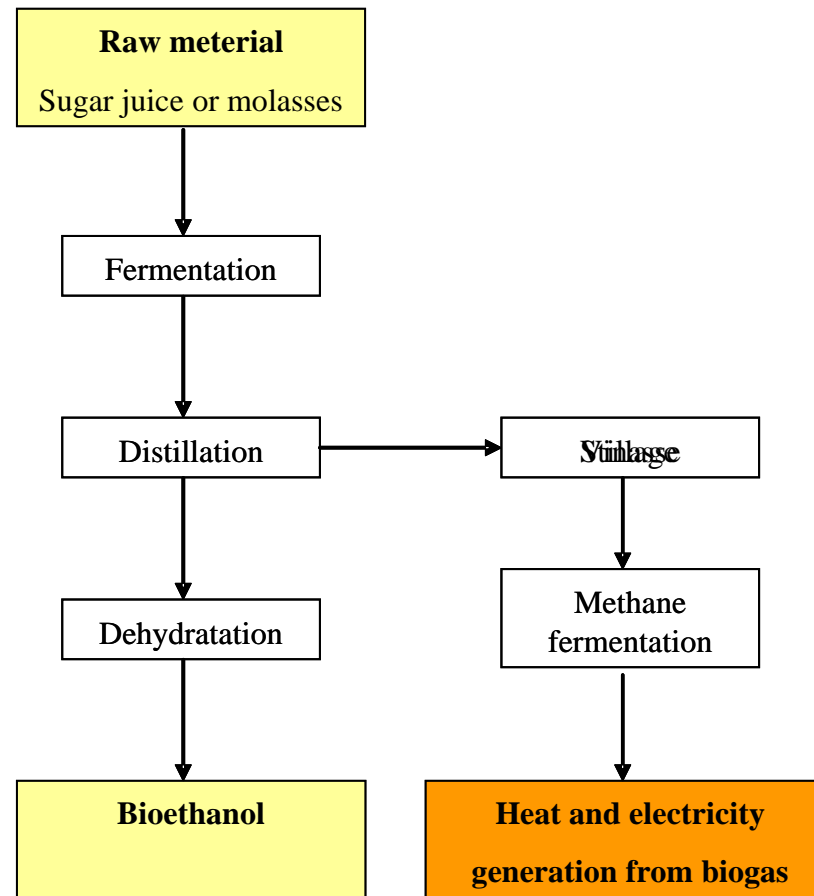 Raw meterial
Sugar juice or molasses
Fermentation
Distillation
Dehydratation
Bioethanol
Methane
fermentation
Heat and electricity
generation from biogas